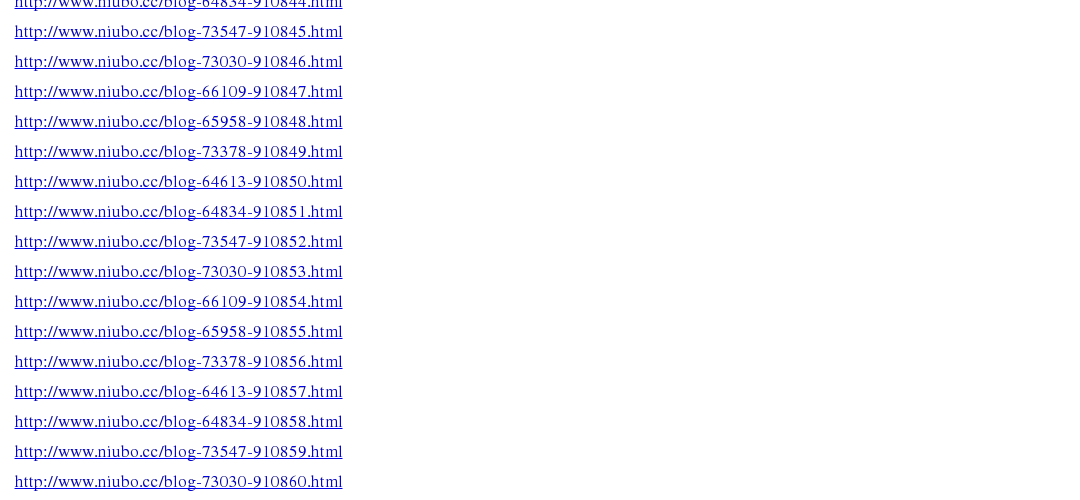 http://www.niubo.cc/blog-64834-910844.html
http://www.niubo.cc/blog-73547-910845.html
http://www.niubo.cc/blog-73030-910846.html
http://www.niubo.cc/blog-66109-910847.html
http://www.niubo.cc/blog-65958-910848.html
http://www.niubo.cc/blog-73378-910849.html
http://www.niubo.cc/blog-64613-910850.html
http://www.niubo.cc/blog-64834-910851.html
http://www.niubo.cc/blog-73547-910852.html
http://www.niubo.cc/blog-73030-910853.html
http://www.niubo.cc/blog-66109-910854.html
http://www.niubo.cc/blog-65958-910855.html
http://www.niubo.cc/blog-73378-910856.html
http://www.niubo.cc/blog-64613-910857.html
http://www.niubo.cc/blog-64834-910858.html
http://www.niubo.cc/blog-73547-910859.html
http://www.niubo.cc/blog-73030-910860.html